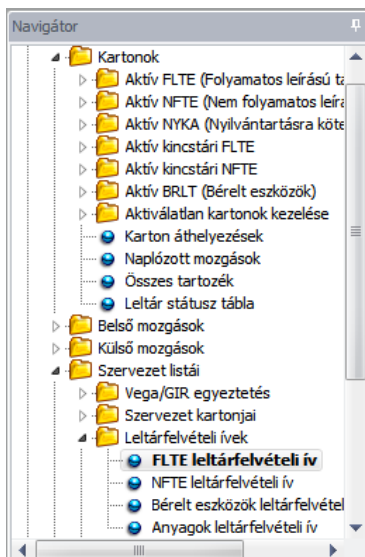 Navigátor
Kartonok
Aktív FLTE (Folyamatos leírású tá
Aktív NFTE (Nem folyamatos leíra
Aktív NYKA (Nyilvántartásra köte
Aktív kincstári FLTE
Aktív kincstári NFTE
Aktív BRLT (Bérelt eszközök)
Aktiválatlan kartonok kezelése
Karton áthelyezések
Naplózott mozgások
Összes tartozék
Leltár státusz tábla
Belső mozgások
Külső mozgások
Szervezet listái
Vega/GIR egyeztetés
Szervezet kartonjai
Leltárfelvételi ívek
FLTE leltárfelvételi ív
NFTE leltárfelvételi ív
Bérelt eszközök leltárfelvétel
Anyagok leltárfelvételi ív